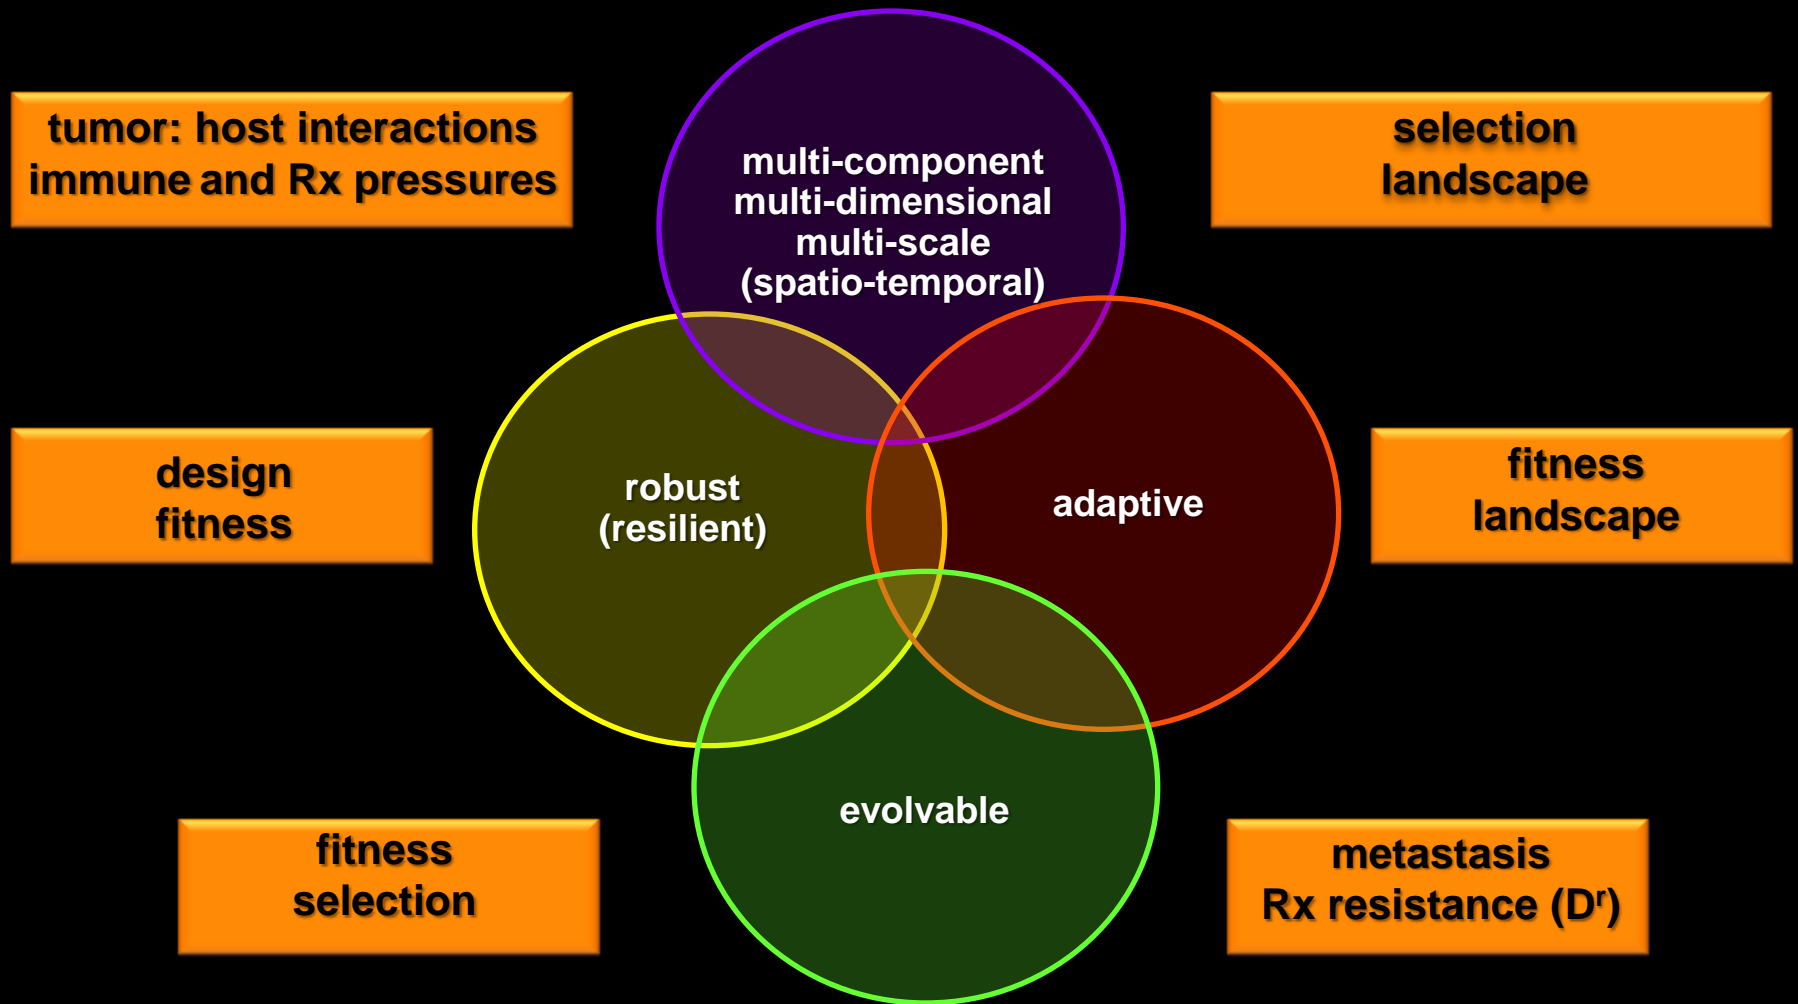 tumor: host interactions
immune and Rx pressures
multi-component
multi-dimensional
multi-scale
(spatio-temporal)
selection
landscape
design
fitness
robust
(resilient)
adaptive
fitness
landscape
fitness
selection
evolvable
metastasis
Rx resistance (Dʳ)